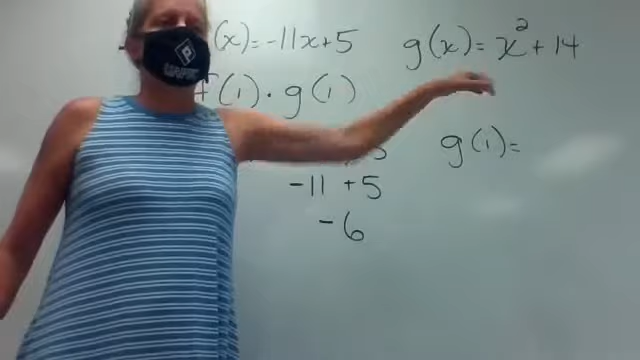 (x) = -11x+5
g(x) = x² + 14
f(1) · g(1)
g(1) =
-11 + 5
-6